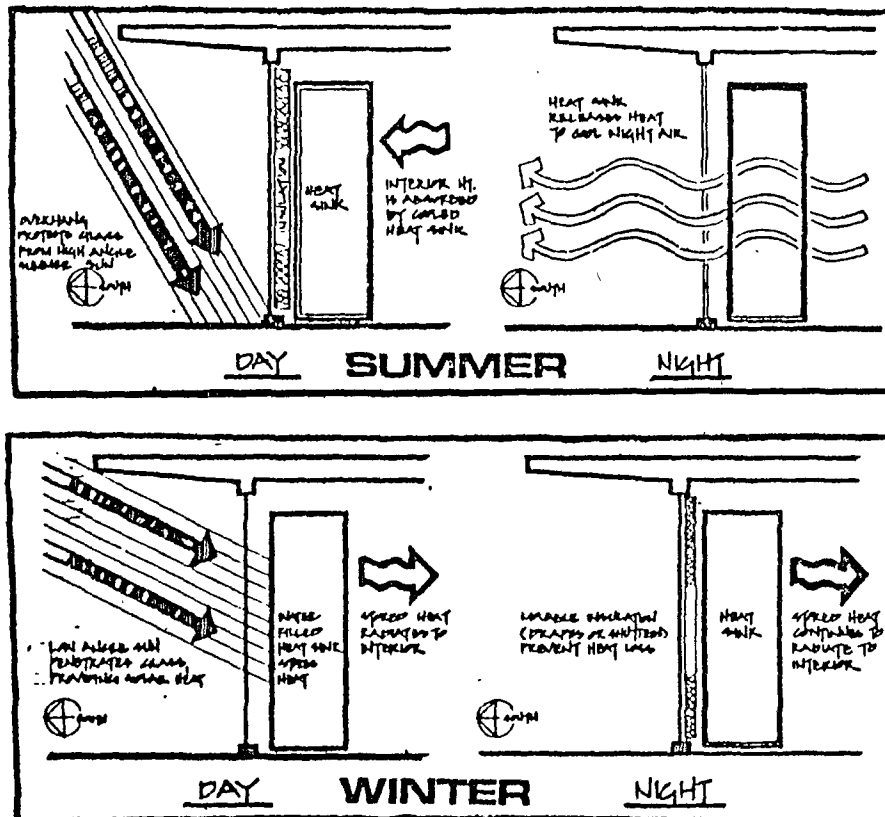 OVERHANG
PROTECTS GLASS
FROM HIGH ANGLE
SUMMER SUN
SOUTH
HEAT
SINK
INTERIOR HT.
IS ABSORBED
BY COOLED
HEAT SINK
DAY
SUMMER
HEAT SINK
RELEASES HEAT
TO COOL NIGHT AIR
SOUTH
NIGHT
LOW ANGLE SUN
PENETRATES GLASS,
PROVIDING SOLAR HEAT
SOUTH
WATER
FILLED
HEAT SINK
STORES
HEAT
STORED HEAT
RADIATES TO
INTERIOR
DAY
WINTER
INSULATION
(DRAPES OR SHUTTERS)
PREVENT HEAT LOSS
SOUTH
HEAT
SINK
STORED HEAT
CONTINUES TO
RADIATE TO
INTERIOR
NIGHT